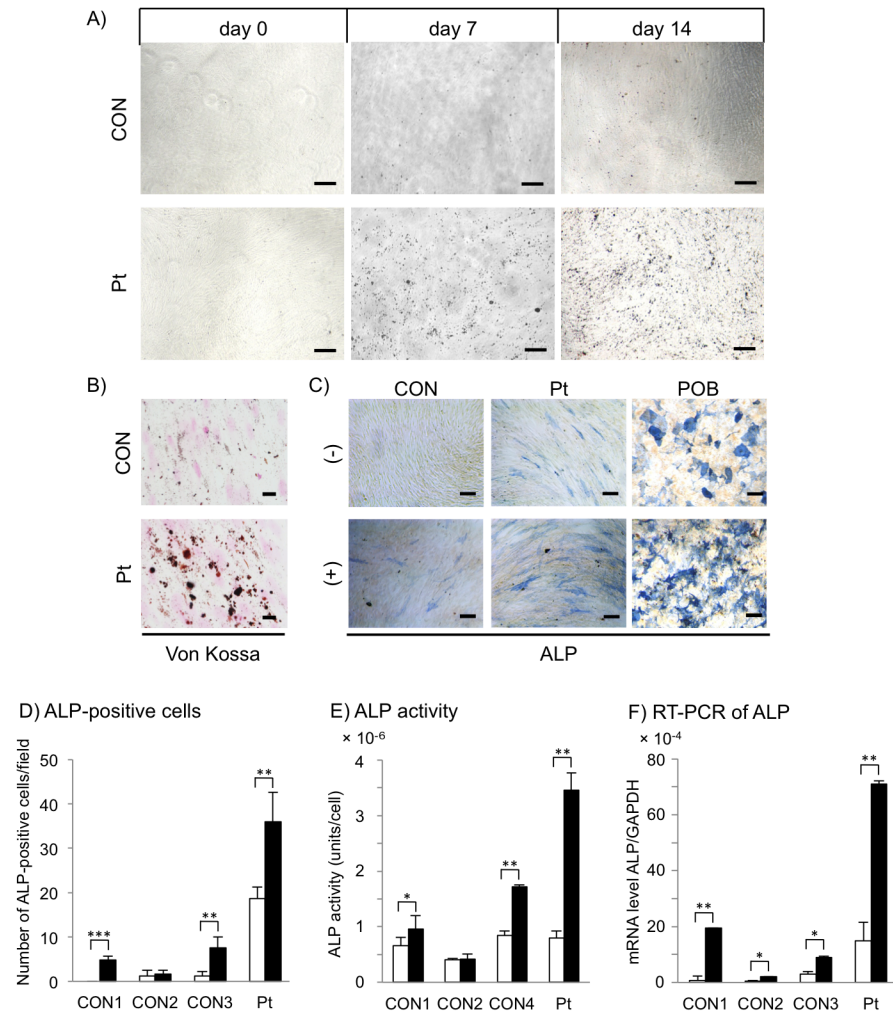 A)
day 0 day 7 day 14
CON
Pt
B)
CON
Pt
Von Kossa
C)
CON Pt POB
(-)
(+)
ALP
D) ALP-positive cells
Number of ALP-positive cells/field
50
40
30
20
10
0
***
**
**
CON1 CON2 CON3 Pt
E) ALP activity
× 10-6
ALP activity (units/cell)
4
3
2
1
0
*
**
**
CON1 CON2 CON4 Pt
F) RT-PCR of ALP
× 10-4
mRNA level ALP/GAPDH
80
60
40
20
0
**
*
*
**
CON1 CON2 CON3 Pt